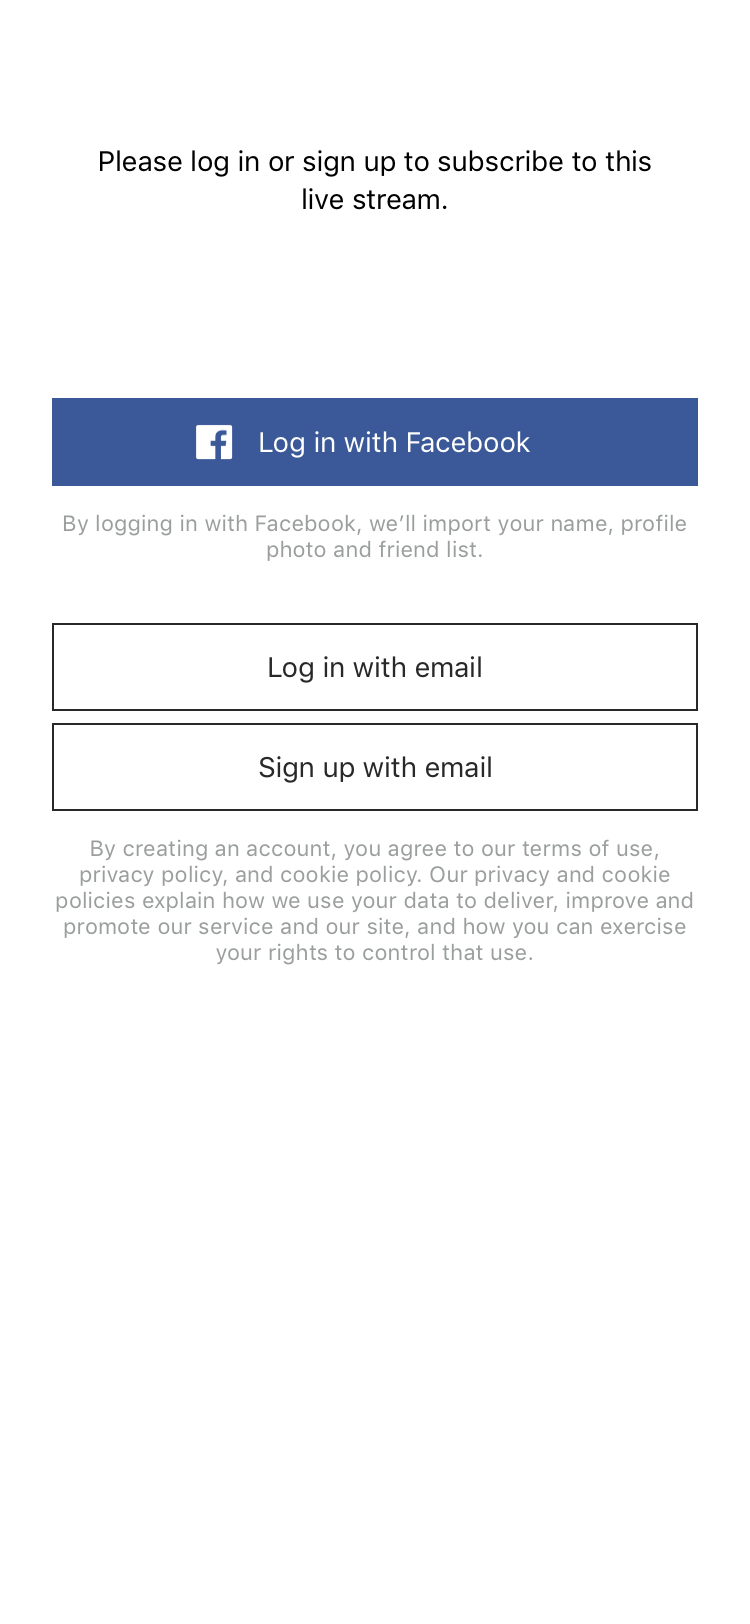 Please log in or sign up to subscribe to this
live stream.
Log in with Facebook
By logging in with Facebook, we’ll import your name, profile
photo and friend list.
Log in with email
Sign up with email
By creating an account, you agree to our terms of use,
privacy policy, and cookie policy. Our privacy and cookie
policies explain how we use your data to deliver, improve and
promote our service and our site, and how you can exercise
your rights to control that use.